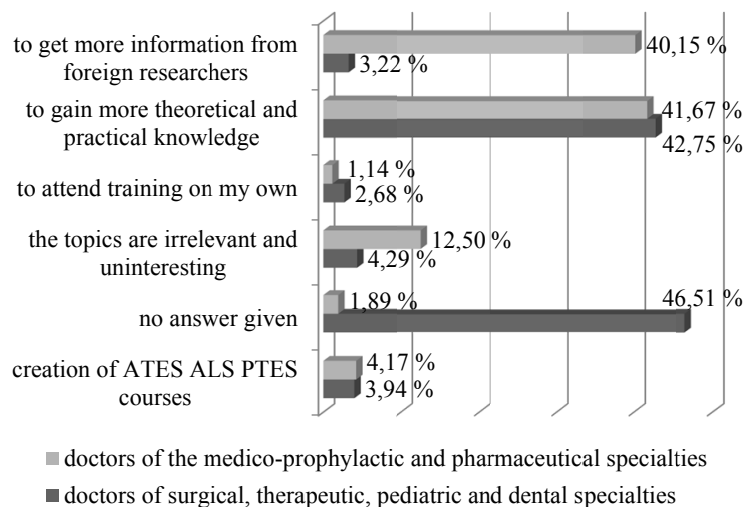 to get more information from
foreign researchers
40,15 %
3,22 %
to gain more theoretical and
practical knowledge
41,67 %
42,75 %
to attend training on my own
1,14 %
2,68 %
the topics are irrelevant and
uninteresting
12,50 %
4,29 %
no answer given
1,89 %
46,51 %
creation of ATES ALS PTES
courses
4,17 %
3,94 %
doctors of the medico-prophylactic and pharmaceutical specialties
doctors of surgical, therapeutic, pediatric and dental specialties